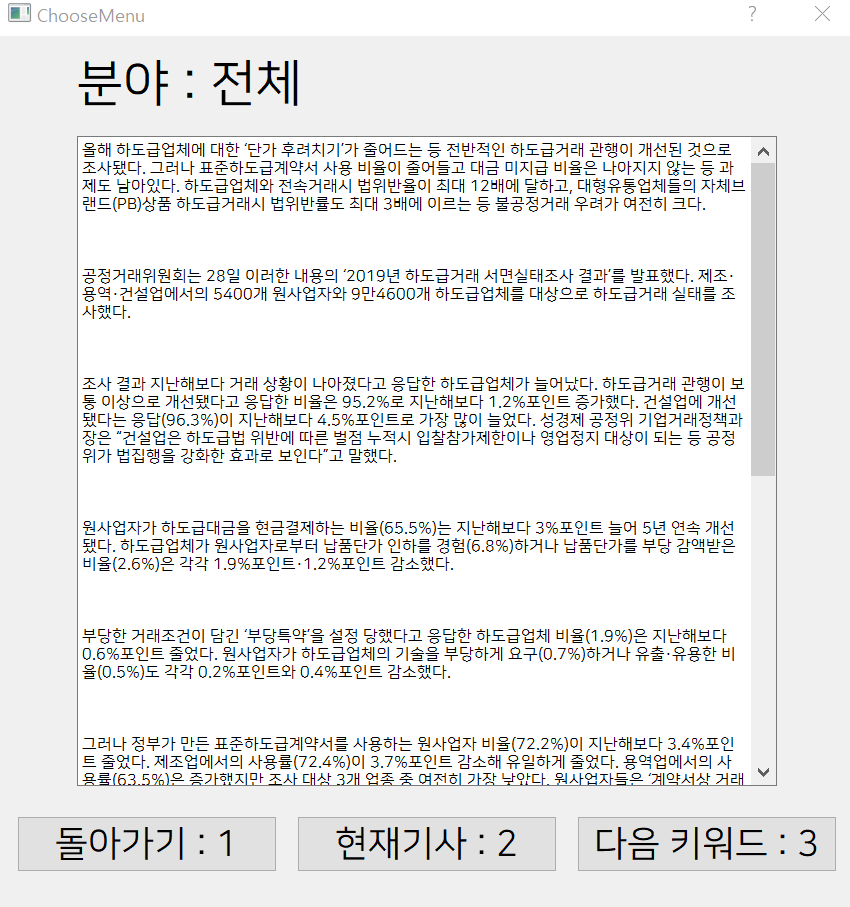 ChooseMenu
분야 : 전체
올해 하도급업체에 대한 ‘단가 후려치기’가 줄어드는 등 전반적인 하도급거래 관행이 개선된 것으로
조사됐다. 그러나 표준하도급계약서 사용 비율이 줄어들고 대금 미지급 비율은 나아지지 않는 등 과
제도 남아있다. 하도급업체와 전속거래시 법위반율이 최대 12배에 달하고, 대형유통업체들의 자체브
랜드(PB)상품 하도급거래시 법위반률도 최대 3배에 이르는 등 불공정거래 우려가 여전히 크다.
공정거래위원회는 28일 이러한 내용의 ‘2019년 하도급거래 서면실태조사 결과’를 발표했다. 제조·
용역·건설업에서의 5400개 원사업자와 9만4600개 하도급업체를 대상으로 하도급거래 실태를 조
사했다.
조사 결과 지난해보다 거래 상황이 나아졌다고 응답한 하도급업체가 늘어났다. 하도급거래 관행이 보
통 이상으로 개선됐다고 응답한 비율은 95.2%로 지난해보다 1.2%포인트 증가했다. 건설업에 개선
됐다는 응답(96.3%)이 지난해보다 4.5%포인트로 가장 많이 늘었다. 성경제 공정위 기업거래정책과
장은 “건설업은 하도급법 위반에 따른 벌점 누적시 입찰참가제한이나 영업정지 대상이 되는 등 공정
위가 법집행을 강화한 효과로 보인다”고 말했다.
원사업자가 하도급대금을 현금결제하는 비율(65.5%)는 지난해보다 3%포인트 늘어 5년 연속 개선
됐다. 하도급업체가 원사업자로부터 납품단가 인하를 경험(6.8%)하거나 납품단가를 부당 감액받은
비율(2.6%)은 각각 1.9%포인트·1.2%포인트 감소했다.
부당한 거래조건이 담긴 ‘부당특약’을 설정 당했다고 응답한 하도급업체 비율(1.9%)은 지난해보다
0.6%포인트 줄었다. 원사업자가 하도급업체의 기술을 부당하게 요구(0.7%)하거나 유출·유용한 비
율(0.5%)도 각각 0.2%포인트와 0.4%포인트 감소했다.
그러나 정부가 만든 표준하도급계약서를 사용하는 원사업자 비율(72.2%)이 지난해보다 3.4%포인
트 줄었다. 제조업에서의 사용률(72.4%)이 3.7%포인트 감소해 유일하게 줄었다. 용역업에서의 사
용률(63.5%)은 증가했지만 조사 대상 3개 업종 중 여전히 가장 낮았다. 원사업자들은 ‘계약서상 거래
돌아가기 : 1
현재기사 : 2
다음 키워드 : 3